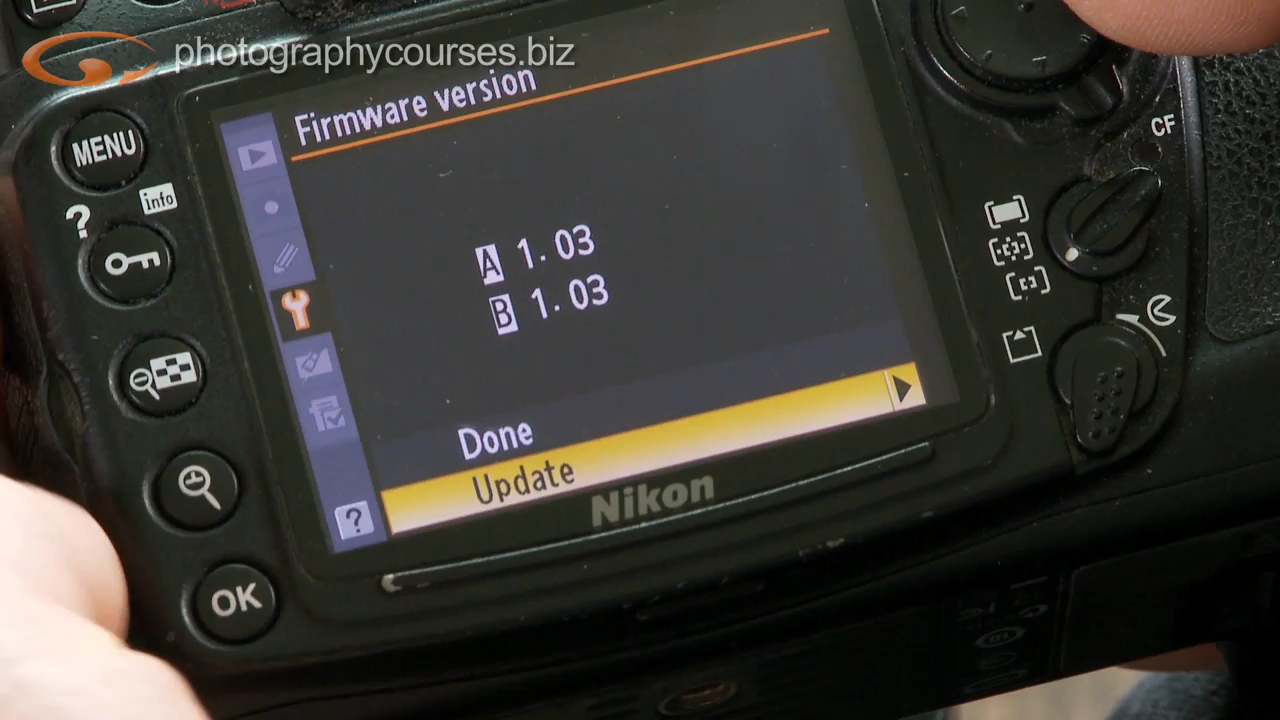 photographycourses.biz
Firmware version
MENU
info
?
CF
A 1.03
B 1.03
Done
Update
?
Nikon
OK